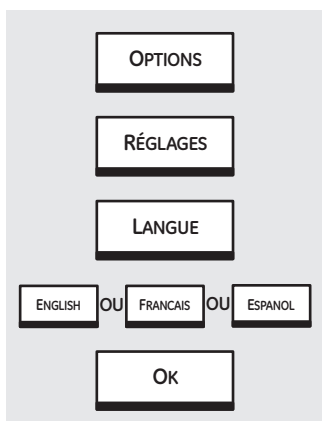 OPTIONS
RÉGLAGES
LANGUE
ENGLISH OU FRANCAIS OU ESPANOL
OK